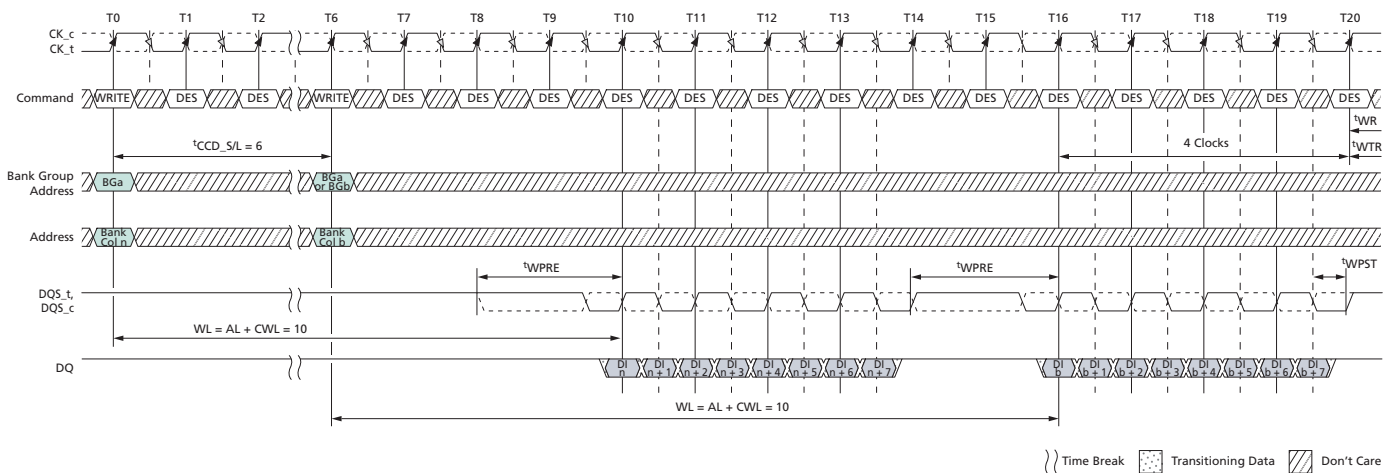 T0 T1 T2 T6 T7 T8 T9 T10 T11 T12 T13 T14 T15 T16 T17 T18 T19 T20
CK_c
CK_t
Command WRITE DES DES WRITE DES DES DES DES DES DES DES DES DES DES DES DES DES DES
tWR
tCCD_S/L = 6
4 Clocks
tWTR
Bank Group
Address
BGa
BGa
or BGb
Address
Bank
Col n
Bank
Col b
tWPRE
tWPRE
tWPST
DQS_t,
DQS_c
WL = AL + CWL = 10
DQ
DI
n
DI
n + 1
DI
n + 2
DI
n + 3
DI
n + 4
DI
n + 5
DI
n + 6
DI
n + 7
DI
b
DI
b + 1
DI
b + 2
DI
b + 3
DI
b + 4
DI
b + 5
DI
b + 6
DI
b + 7
WL = AL + CWL = 10
Time Break Transitioning Data Don't Care